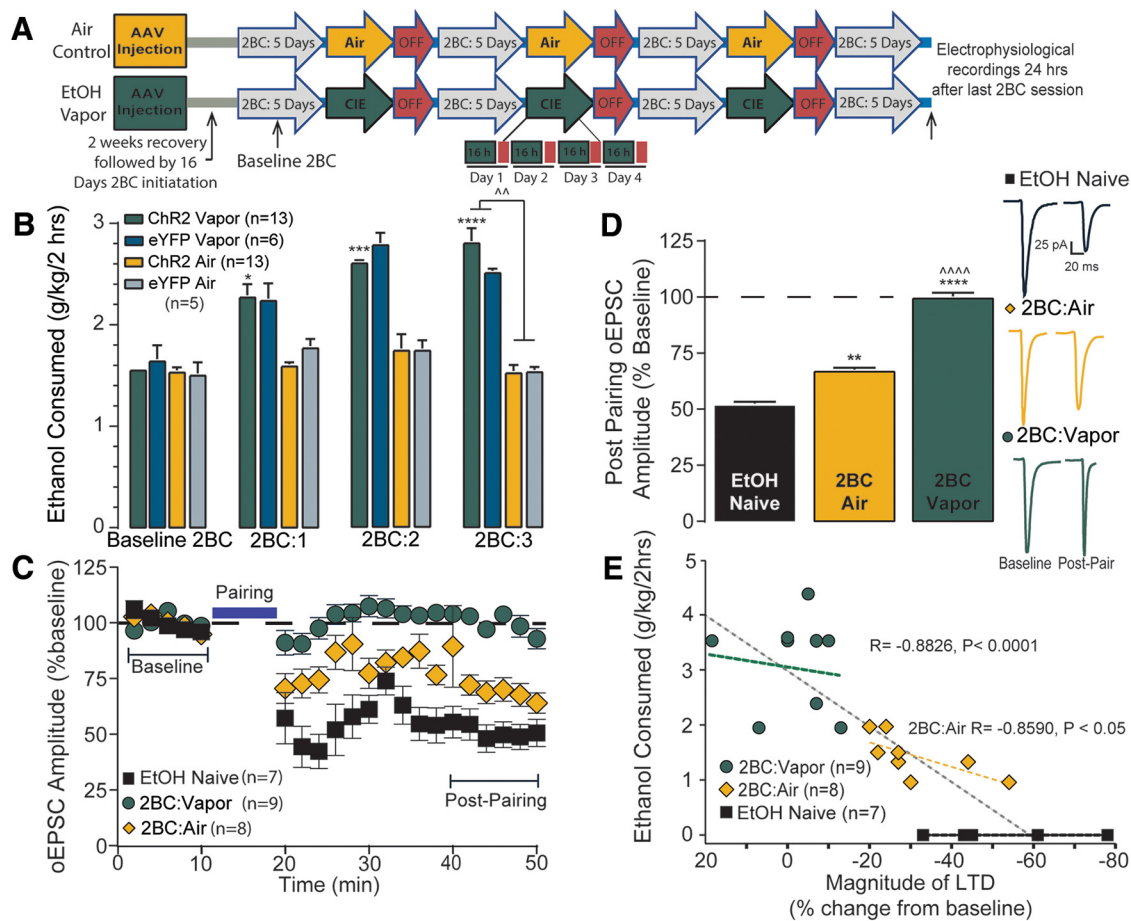 A
Air
Control
AAV
Injection
2BC: 5 Days
Air
OFF
2BC: 5 Days
Air
OFF
2BC: 5 Days
Air
OFF
2BC: 5 Days
EtOH
Vapor
AAV
Injection
2BC: 5 Days
CIE
OFF
2BC: 5 Days
CIE
OFF
2BC: 5 Days
CIE
OFF
2BC: 5 Days
Electrophysiological
recordings 24 hrs
after last 2BC session
2 weeks recovery
followed by 16
Days 2BC initiatation
Baseline 2BC
16 h
16 h
16 h
16 h
Day 1
Day 2
Day 3
Day 4
B
Ethanol Consumed (g/kg/2 hrs)
3
2
1
0
ChR2 Vapor (n=13)
eYFP Vapor (n=6)
ChR2 Air (n=13)
eYFP Air
(n=5)
*
***
****
^^
Baseline 2BC
2BC:1
2BC:2
2BC:3
C
oEPSC Amplitude (%baseline)
125
100
75
50
25
0
Pairing
Baseline
Post-Pairing
EtOH Naive (n=7)
2BC:Vapor (n=9)
2BC:Air (n=8)
0
10
20
30
40
50
Time (min)
D
Post Pairing oEPSC
Amplitude (% Baseline)
125
100
75
50
25
0
**
^^^^
****
EtOH
Naive
2BC
Air
2BC
Vapor
EtOH Naive
25 pA
20 ms
2BC:Air
2BC:Vapor
Baseline
Post-Pair
E
Ethanol Consumed (g/kg/2hrs)
5
4
3
2
1
0
R= -0.8826, P< 0.0001
2BC:Air R= -0.8590, P < 0.05
2BC:Vapor (n=9)
2BC:Air (n=8)
EtOH Naive (n=7)
20
0
-20
-40
-60
-80
Magnitude of LTD
(% change from baseline)